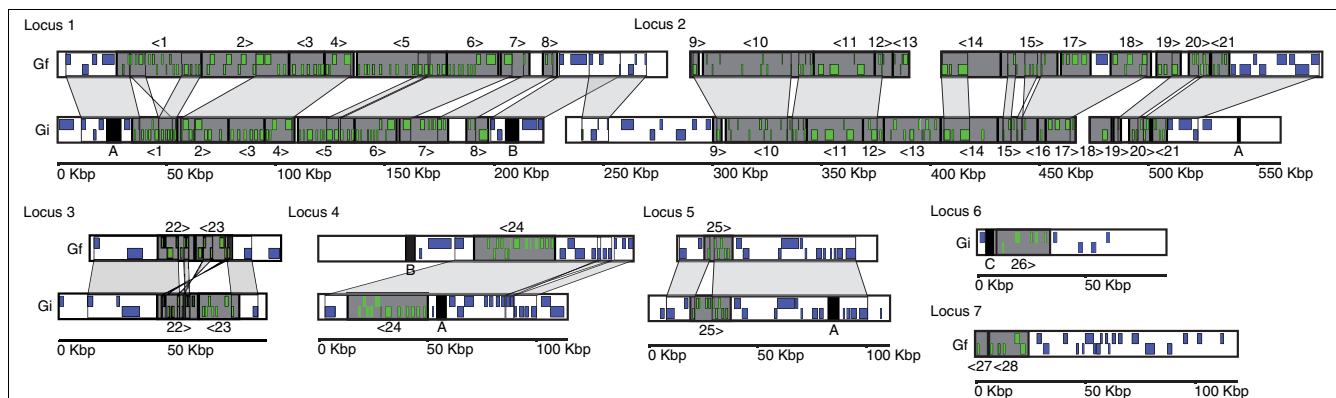 Locus 1
Locus 2
<1 2> <3 4> <5 6> 7> 8> 9> <10 <11 12> <13 <14 15> 17> 18> 19> 20> <21
Gf
Gi
A <1 2> <3 4> <5 6> 7> 8> B 9> <10 <11 12> <13 <14 15> <16 17> 18> 19> 20> <21 A
0 Kbp 50 Kbp 100 Kbp 150 Kbp 200 Kbp 250 Kbp 300 Kbp 350 Kbp 400 Kbp 450 Kbp 500 Kbp 550 Kbp
Locus 3
22> <23
Gf
Gi
22> <23
0 Kbp 50 Kbp
Locus 4
<24
B
<24 A
0 Kbp 50 Kbp 100 Kbp
Locus 5
25>
25> A
0 Kbp 50 Kbp 100 Kbp
Locus 6
Gi
C 26>
0 Kbp 50 Kbp
Locus 7
Gf
<27 <28
0 Kbp 50 Kbp 100 Kbp